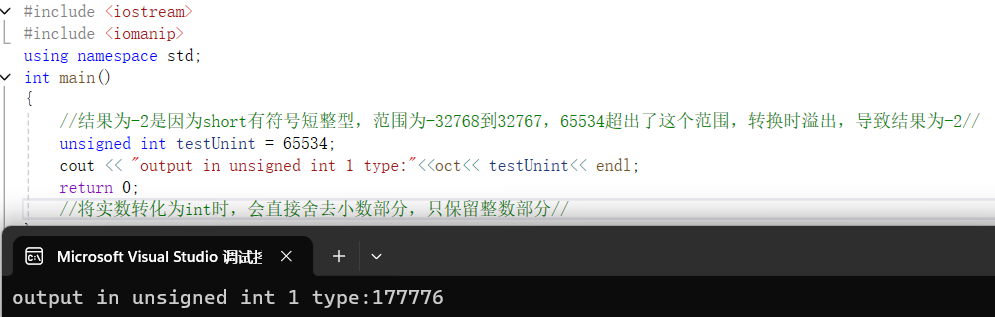 #include <iostream>
#include <iomanip>
using namespace std;
int main()
{
//结果为-2是因为short有符号短整型，范围为-32768到32767，65534超出了这个范围，转换时溢出，导致结果为-2//
unsigned int testUnint = 65534;
cout << "output in unsigned int 1 type:"<<oct<< testUnint<< endl;
return 0;
//将实数转化为int时，会直接舍去小数部分，只保留整数部分//
Microsoft Visual Studio 调试
output in unsigned int 1 type:177776